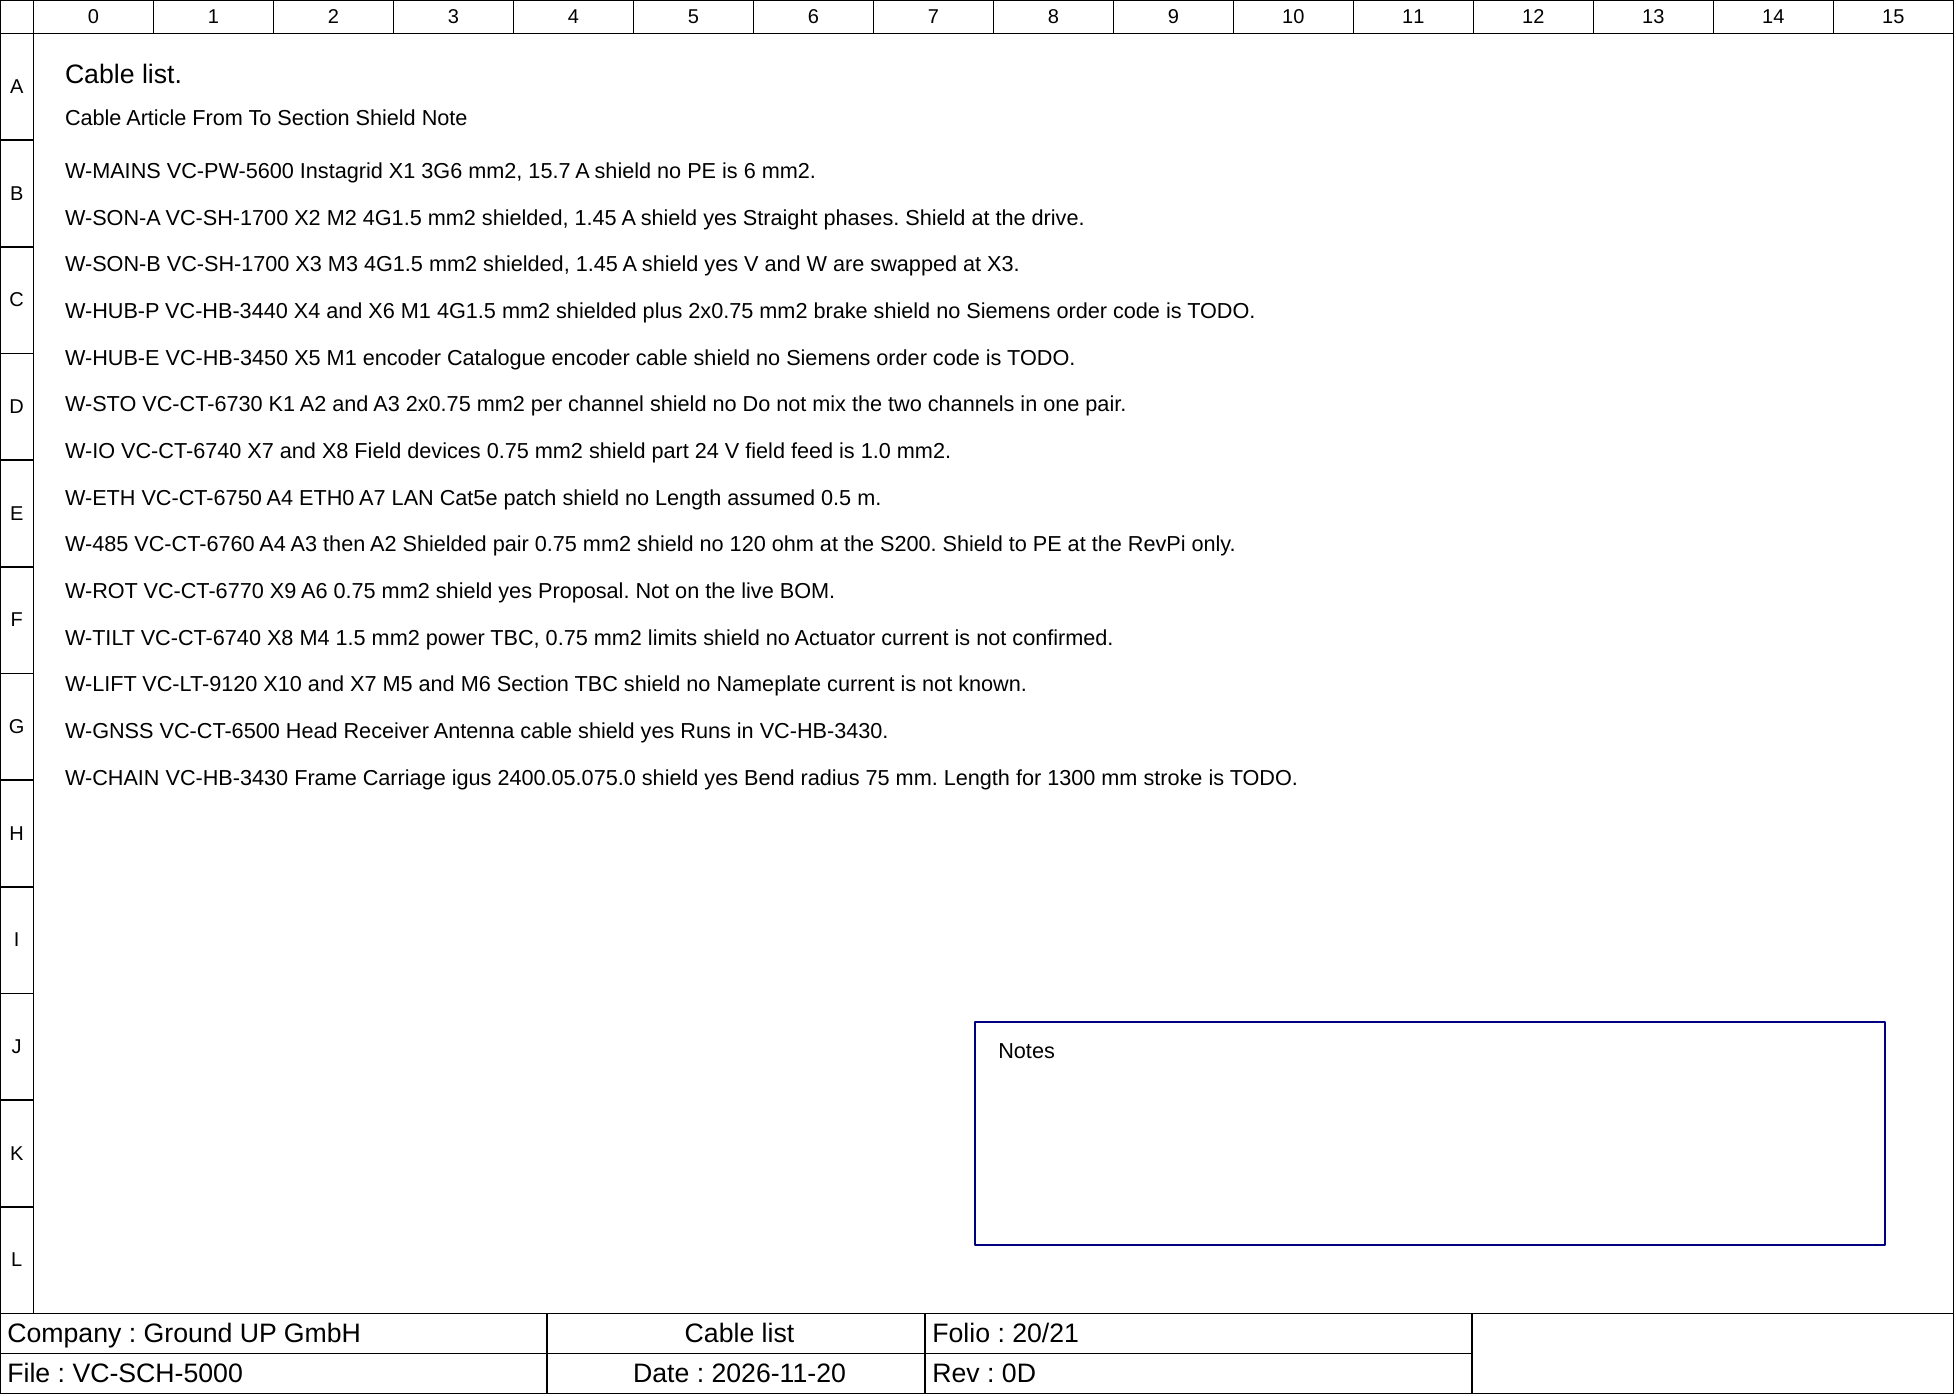 0 1 2 3 4 5 6 7 8 9 10 11 12 13 14 15
A
Cable list.
Cable Article From To Section Shield Note
B
W-MAINS VC-PW-5600 Instagrid X1 3G6 mm2, 15.7 A shield no PE is 6 mm2.
W-SON-A VC-SH-1700 X2 M2 4G1.5 mm2 shielded, 1.45 A shield yes Straight phases. Shield at the drive.
C
W-SON-B VC-SH-1700 X3 M3 4G1.5 mm2 shielded, 1.45 A shield yes V and W are swapped at X3.
W-HUB-P VC-HB-3440 X4 and X6 M1 4G1.5 mm2 shielded plus 2x0.75 mm2 brake shield no Siemens order code is TODO.
D
W-HUB-E VC-HB-3450 X5 M1 encoder Catalogue encoder cable shield no Siemens order code is TODO.
W-STO VC-CT-6730 K1 A2 and A3 2x0.75 mm2 per channel shield no Do not mix the two channels in one pair.
W-IO VC-CT-6740 X7 and X8 Field devices 0.75 mm2 shield part 24 V field feed is 1.0 mm2.
E
W-ETH VC-CT-6750 A4 ETH0 A7 LAN Cat5e patch shield no Length assumed 0.5 m.
W-485 VC-CT-6760 A4 A3 then A2 Shielded pair 0.75 mm2 shield no 120 ohm at the S200. Shield to PE at the RevPi only.
F
W-ROT VC-CT-6770 X9 A6 0.75 mm2 shield yes Proposal. Not on the live BOM.
W-TILT VC-CT-6740 X8 M4 1.5 mm2 power TBC, 0.75 mm2 limits shield no Actuator current is not confirmed.
G
W-LIFT VC-LT-9120 X10 and X7 M5 and M6 Section TBC shield no Nameplate current is not known.
W-GNSS VC-CT-6500 Head Receiver Antenna cable shield yes Runs in VC-HB-3430.
W-CHAIN VC-HB-3430 Frame Carriage igus 2400.05.075.0 shield yes Bend radius 75 mm. Length for 1300 mm stroke is TODO.
H
I
J
Notes
K
L
Company : Ground UP GmbH
Cable list
Folio : 20/21
File : VC-SCH-5000
Date : 2026-11-20
Rev : 0D